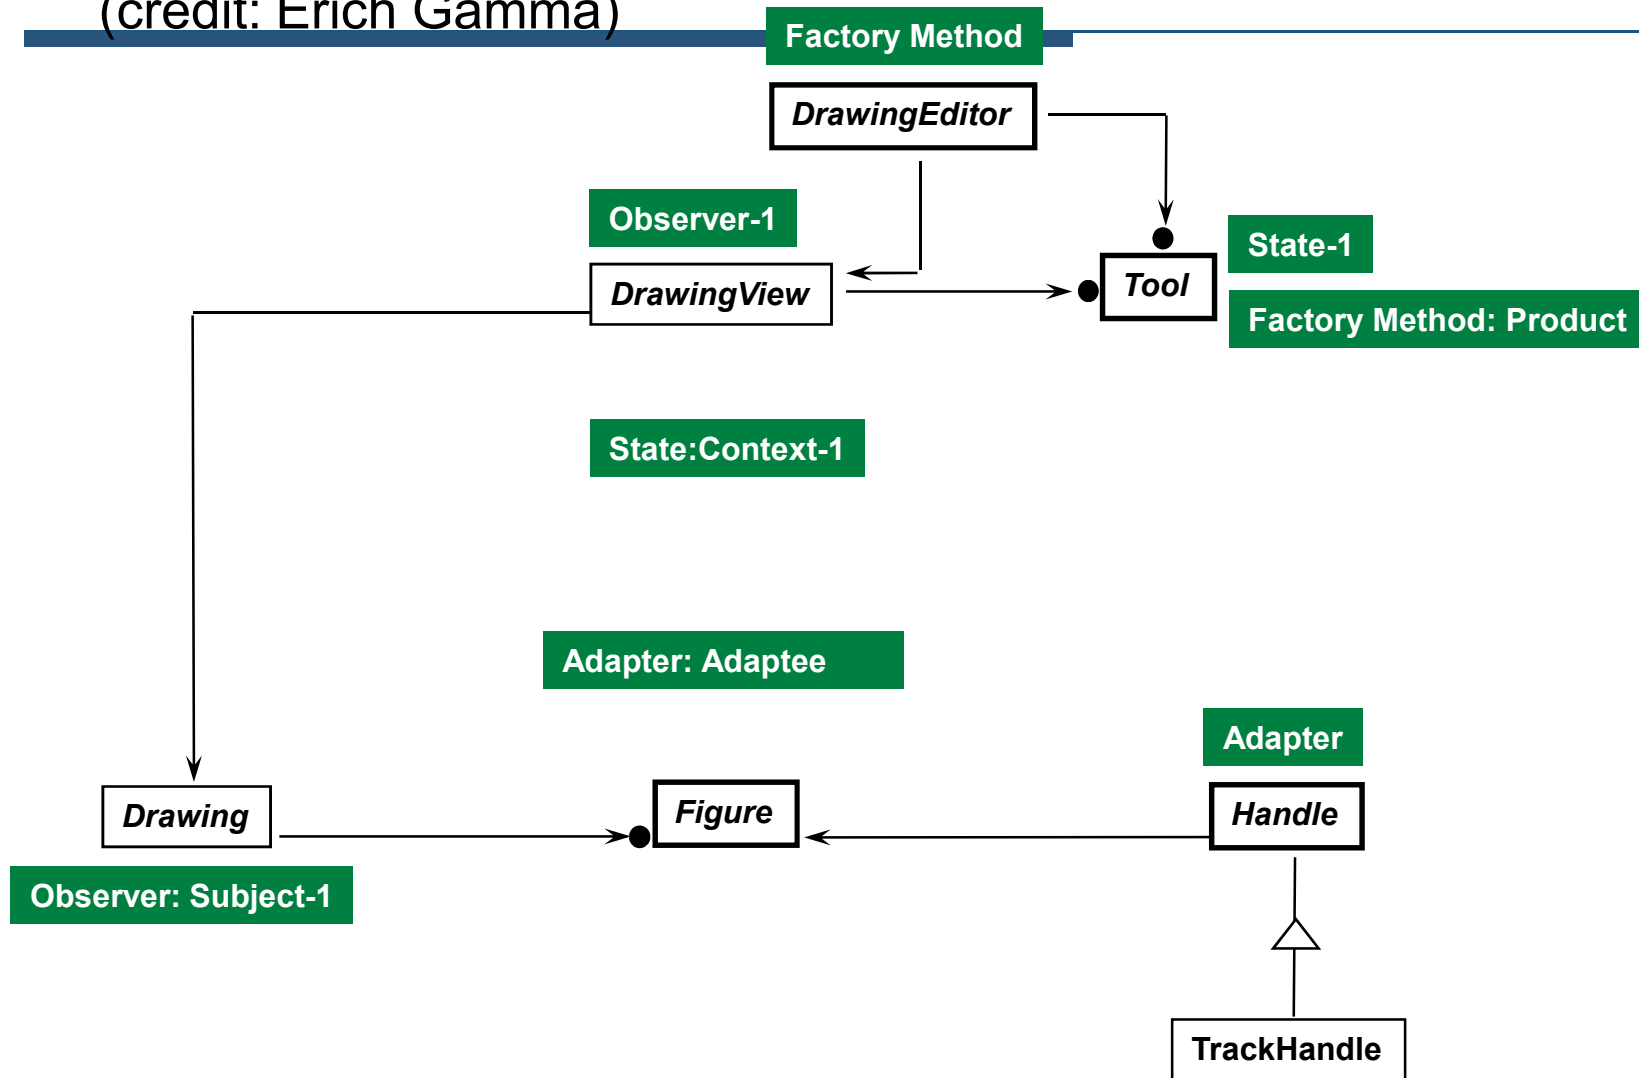 (credit: Erich Gamma)
Factory Method
DrawingEditor
Observer-1
DrawingView
Tool
State-1
Factory Method: Product
State:Context-1
Adapter: Adaptee
Adapter
Drawing
Figure
Handle
Observer: Subject-1
TrackHandle